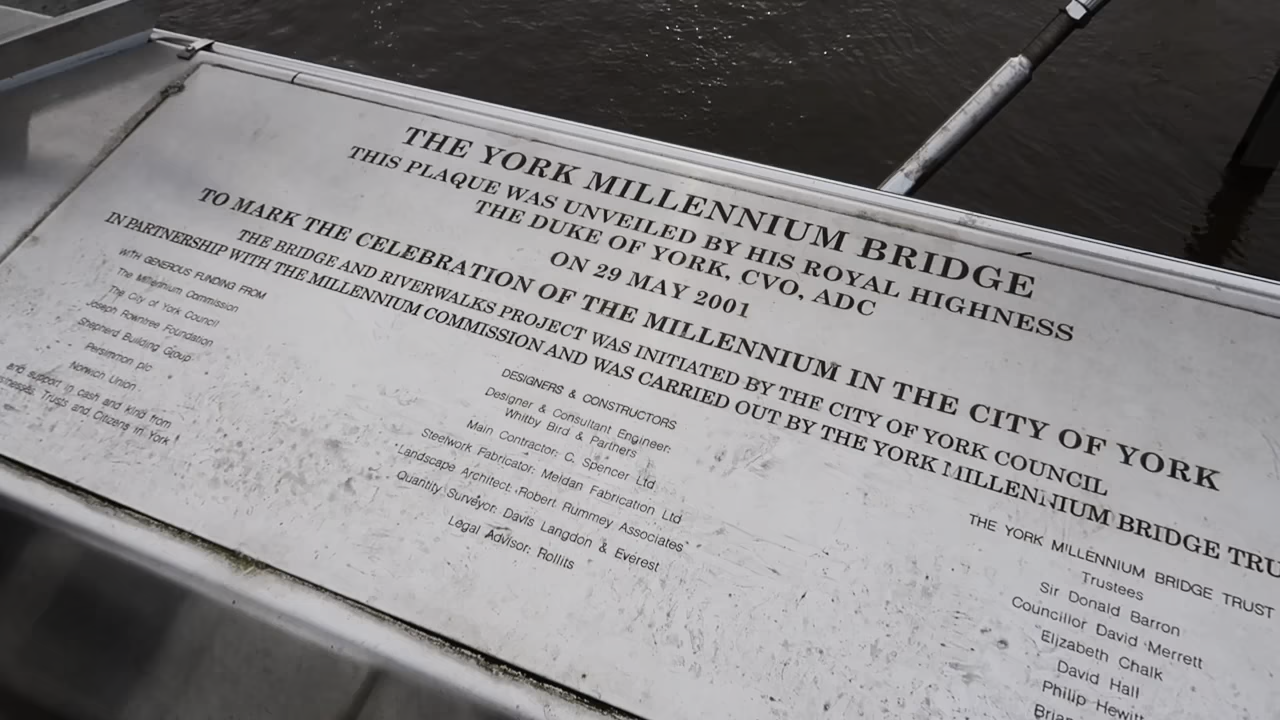 THE YORK MILLENNIUM BRIDGE
THIS PLAQUE WAS UNVEILED BY HIS ROYAL HIGHNESS
THE DUKE OF YORK, CVO, ADC
ON 29 MAY 2001
TO MARK THE CELEBRATION OF THE MILLENNIUM IN THE CITY OF YORK
THE BRIDGE AND RIVERWALKS PROJECT WAS INITIATED BY THE CITY OF YORK COUNCIL
IN PARTNERSHIP WITH THE MILLENNIUM COMMISSION AND WAS CARRIED OUT BY THE YORK MILLENNIUM BRIDGE
WITH GENEROUS FUNDING FROM
The Millennium Commission
The City of York Council
Joseph Rowntree Foundation
Shepherd Building Group
Persimmon plc
Norwich Union
and support in cash and kind from
Trusts and Citizens in York
DESIGNERS & CONSTRUCTORS
Designer & Consultant Engineer:
Whitby Bird & Partners
Main Contractor: C. Spencer Ltd
Steelwork Fabricator: Meldan Fabrication Ltd
Landscape Architect: Robert Rummey Associates
Quantity Surveyor: Davis Langdon & Everest
Legal Advisor: Rollits
THE YORK MILLENNIUM BRIDGE TRUST
Trustees
Sir Donald Barron
Councillor David Merrett
Elizabeth Chalk
David Hall
Philip Hewitt